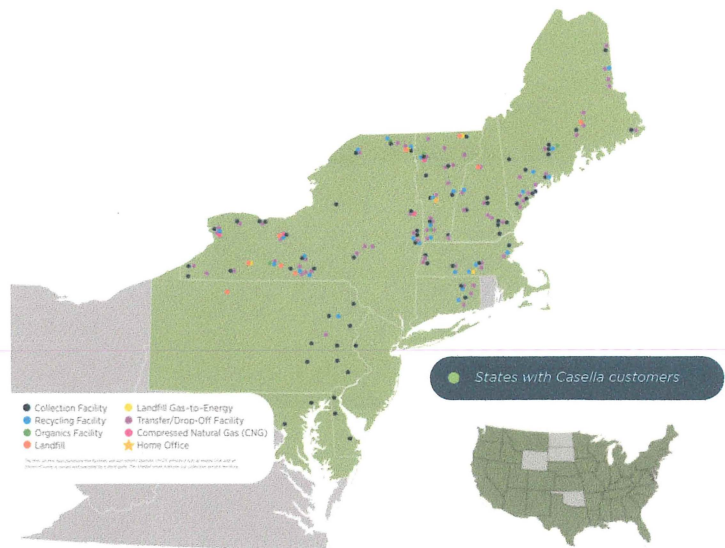 States with Casella customers
Collection Facility
Recycling Facility
Organics Facility
Landfill
Landfill Gas-to-Energy
Transfer/Drop-Off Facility
Compressed Natural Gas (CNG)
Home Office